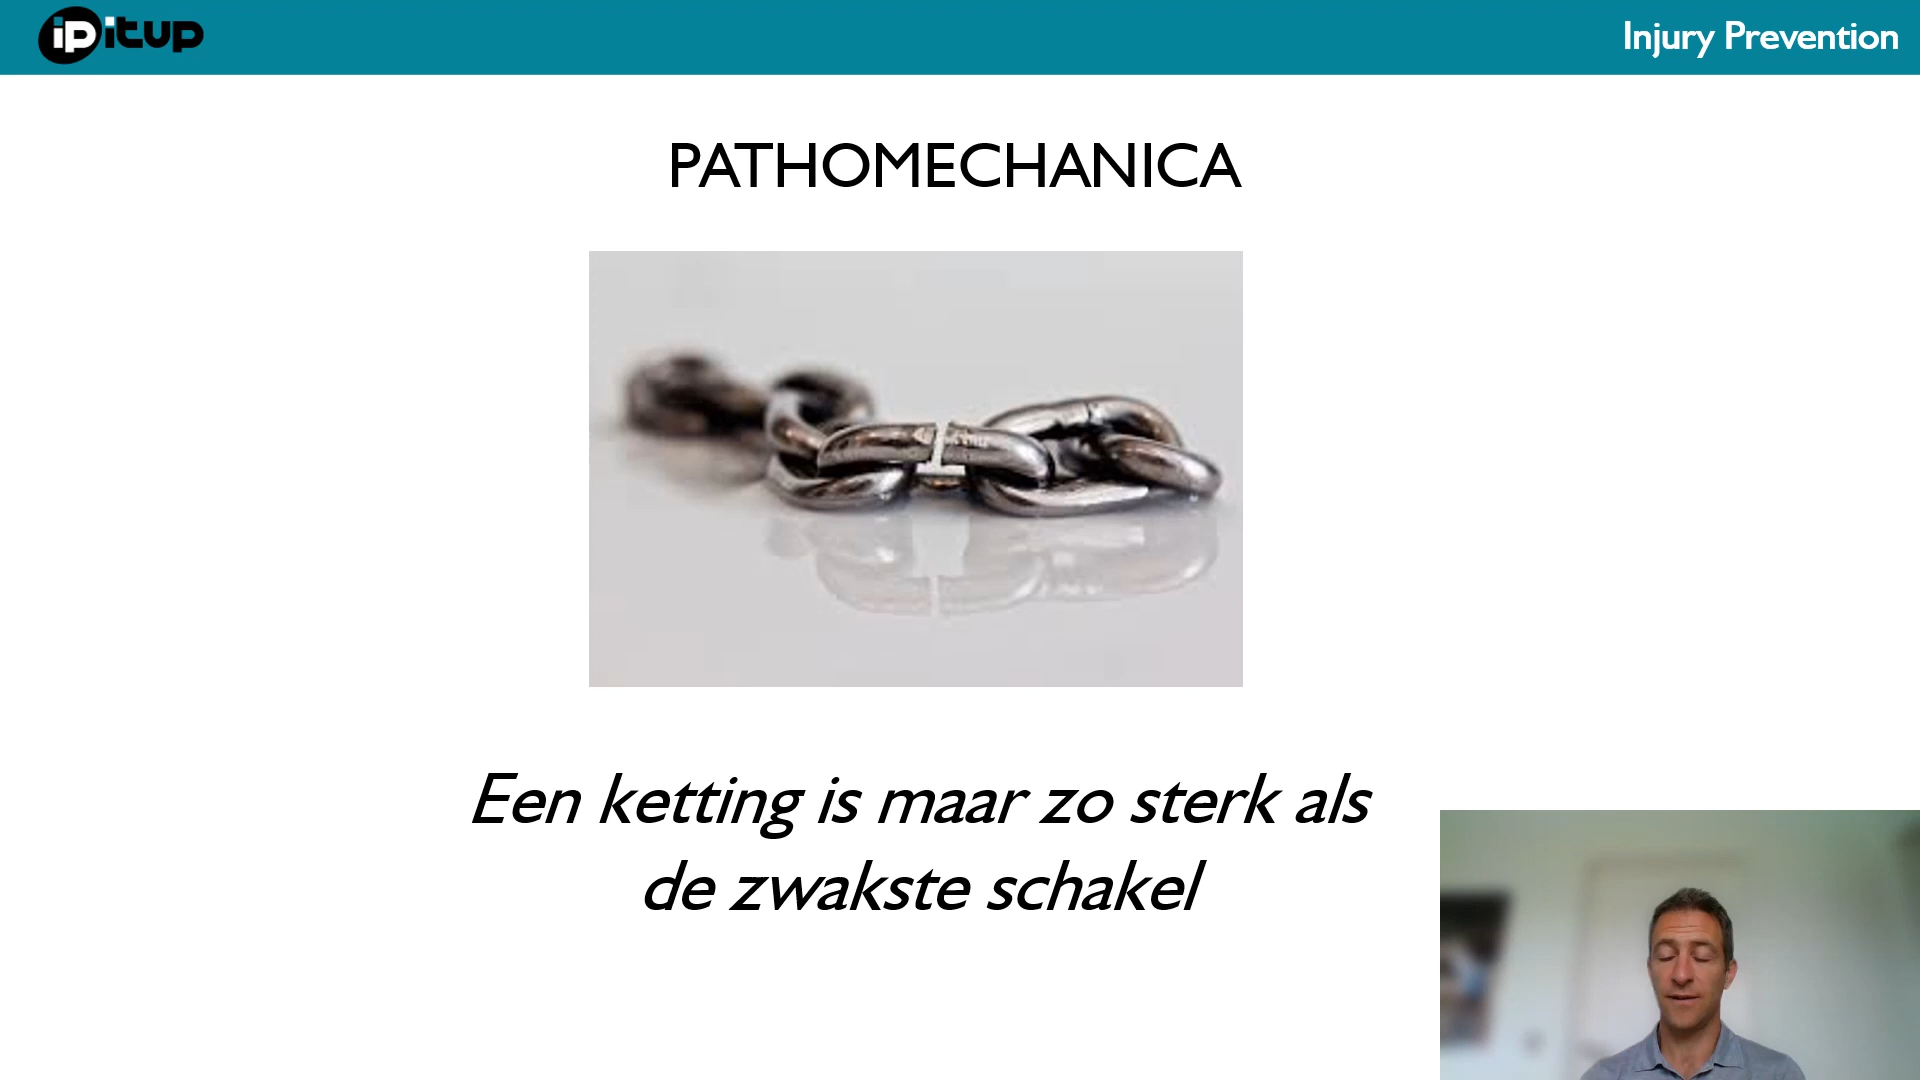 ipitup
Injury Prevention
PATHOMECHANICA
Een ketting is maar zo sterk als
de zwakste schakel